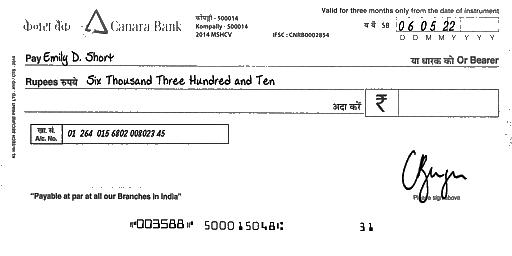 केनरा बैंक Canara Bank
कोंपल्ली - 500014
Kompally - 500014
2014 MSHCV
IFSC : CNRB0002854
Valid for three months only from the date of instrument
SB 06 05 22
D D M M Y Y Y Y
Pay Emily D. Short
या धारक को Or Bearer
Rupees रुपये Six Thousand Three Hundred and Ten
अदा करें ₹
खा. सं.
A/c. No. 01 264 015 6802 008023 45
"Payable at par at all our Branches in India"
Please sign above
⑈003588⑈ 500015048⑆ 31